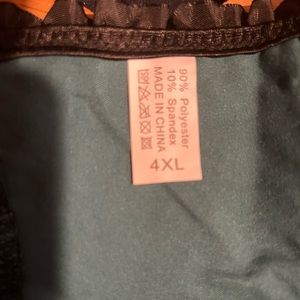 90% Polyester
10% Spandex
MADE IN CHINA
4XL